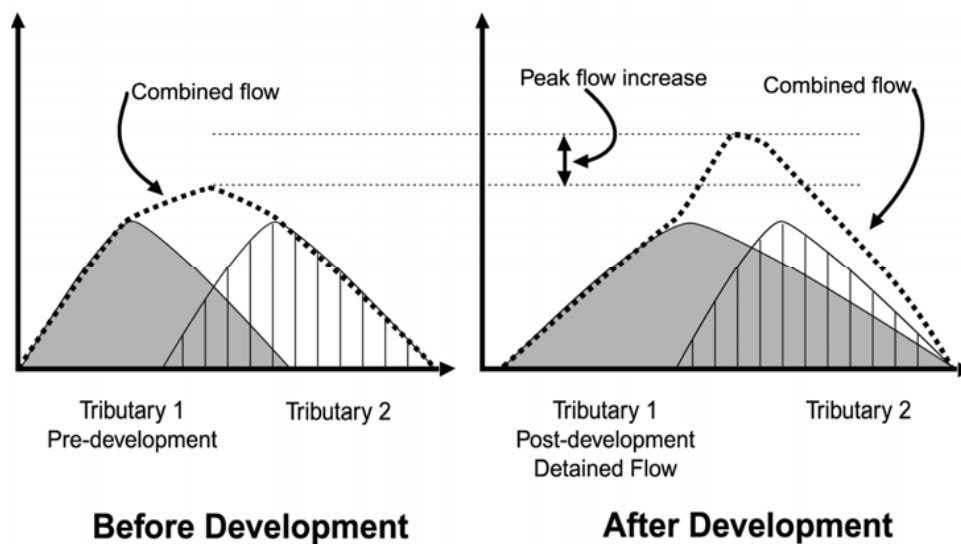 Combined flow
Peak flow increase
Combined flow
Tributary 1
Pre-development
Tributary 2
Tributary 1
Post-development
Detained Flow
Tributary 2
Before Development
After Development